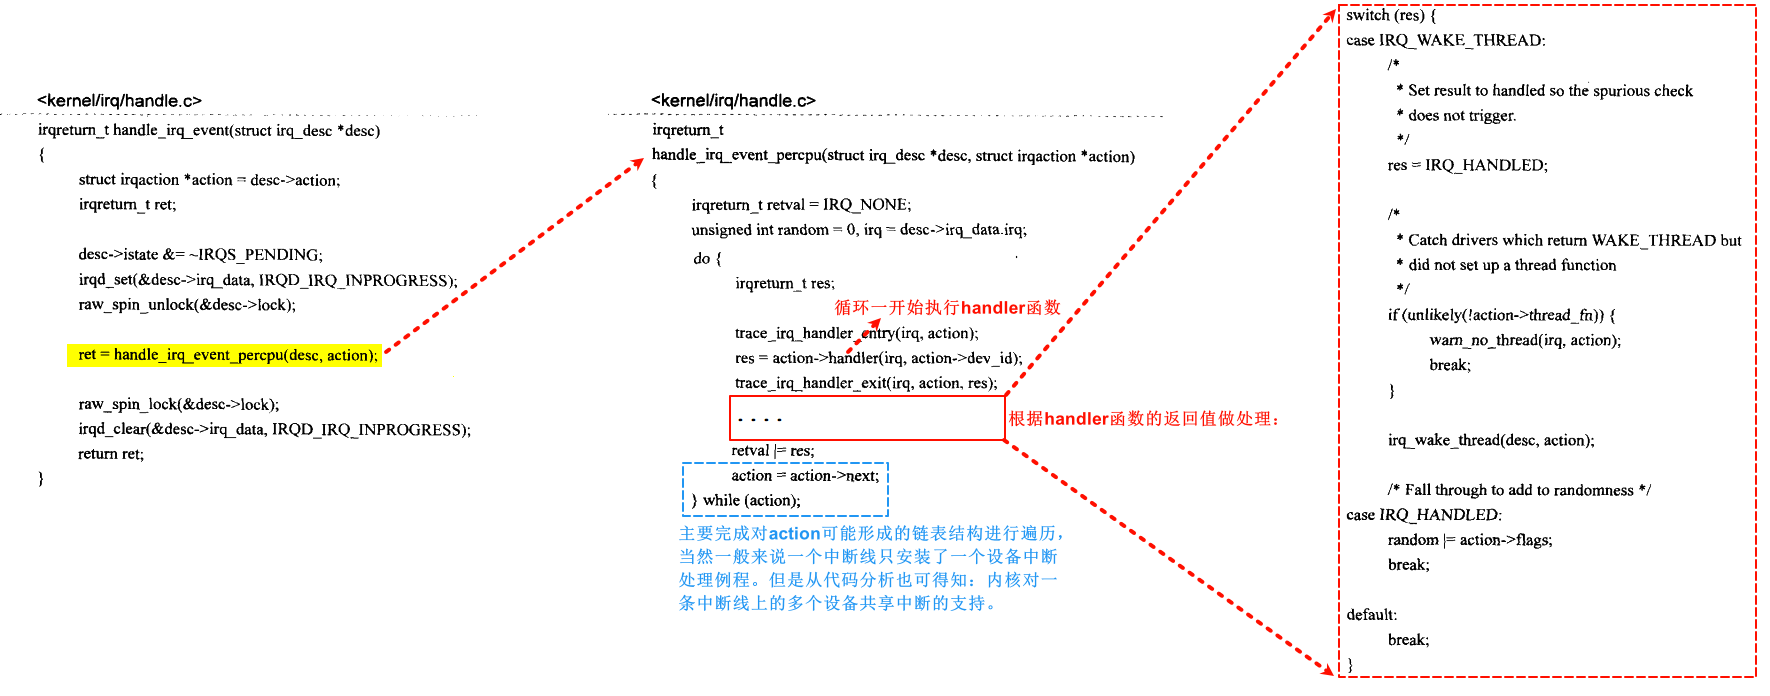 <kernel/irq/handle.c>
irqreturn_t handle_irq_event(struct irq_desc *desc)
{
struct irqaction *action = desc->action;
irqreturn_t ret;
desc->istate &= ~IRQS_PENDING;
irqd_set(&desc->irq_data, IRQD_IRQ_INPROGRESS);
raw_spin_unlock(&desc->lock);
ret = handle_irq_event_percpu(desc, action);
raw_spin_lock(&desc->lock);
irqd_clear(&desc->irq_data, IRQD_IRQ_INPROGRESS);
return ret;
}
<kernel/irq/handle.c>
irqreturn_t
handle_irq_event_percpu(struct irq_desc *desc, struct irqaction *action)
{
irqreturn_t retval = IRQ_NONE;
unsigned int random = 0, irq = desc->irq_data.irq;
do {
irqreturn_t res;
循环一开始执行handler函数
trace_irq_handler_entry(irq, action);
res = action->handler(irq, action->dev_id);
trace_irq_handler_exit(irq, action, res);
. . . .
根据handler函数的返回值做处理：
retval |= res;
action = action->next;
} while (action);
主要完成对action可能形成的链表结构进行遍历，
当然一般来说一个中断线只安装了一个设备中断
处理例程。但是从代码分析也可得知：内核对一
条中断线上的多个设备共享中断的支持。
switch (res) {
case IRQ_WAKE_THREAD:
/*
* Set result to handled so the spurious check
* does not trigger.
*/
res = IRQ_HANDLED;
/*
* Catch drivers which return WAKE_THREAD but
* did not set up a thread function
*/
if (unlikely(!action->thread_fn)) {
warn_no_thread(irq, action);
break;
}
irq_wake_thread(desc, action);
/* Fall through to add to randomness */
case IRQ_HANDLED:
random |= action->flags;
break;
default:
break;
}